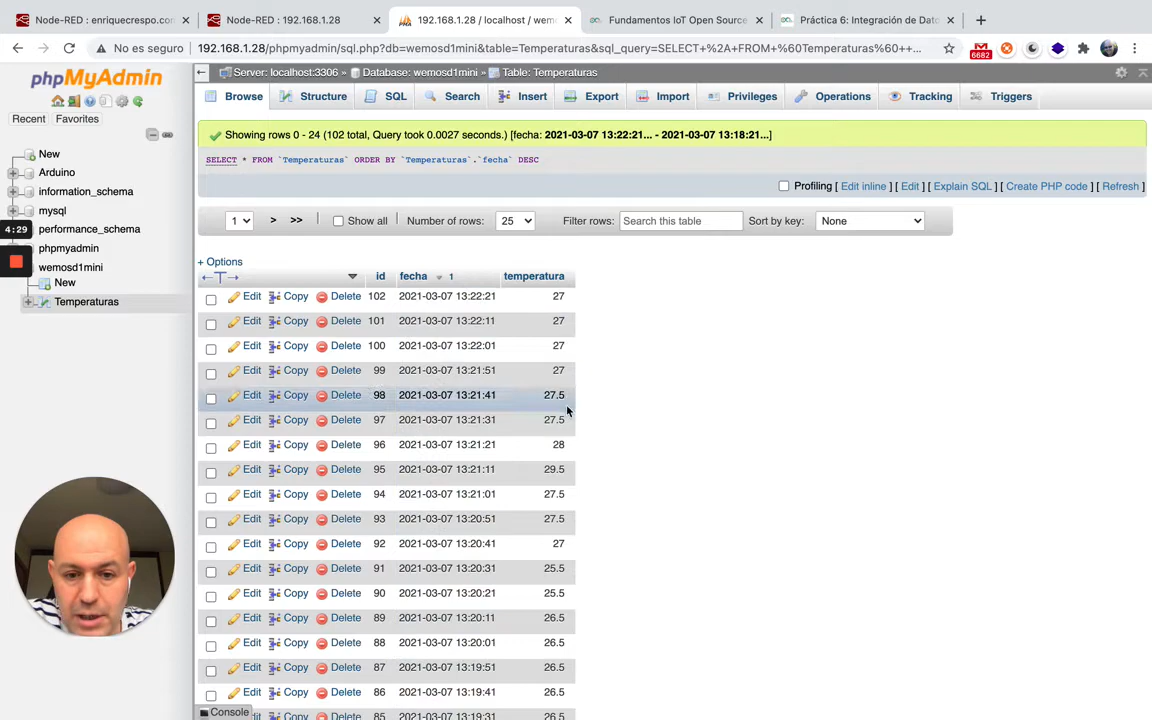 Node-RED : enriquecrespo.con
Node-RED : 192.168.1.28
192.168.1.28 / localhost / wem
Fundamentos IoT Open Source
Práctica 6: Integración de Dato
No es seguro
192.168.1.28/phpmyadmin/sql.php?db=wemosd1mini&table=Temperaturas&sql_query=SELECT+%2A+FROM+%60Temperaturas%60++...
6682
phpMyAdmin
Recent
Favorites
New
Arduino
information_schema
mysql
performance_schema
phpmyadmin
wemosd1mini
New
Temperaturas
4:29
Server: localhost:3306 » Database: wemosd1mini » Table: Temperaturas
Browse
Structure
SQL
Search
Insert
Export
Import
Privileges
Operations
Tracking
Triggers
Showing rows 0 - 24 (102 total, Query took 0.0027 seconds.) [fecha: 2021-03-07 13:22:21... - 2021-03-07 13:18:21...]
SELECT * FROM `Temperaturas` ORDER BY `Temperaturas`.`fecha` DESC
Profiling [ Edit inline ] [ Edit ] [ Explain SQL ] [ Create PHP code ] [ Refresh ]
1 > >> Show all Number of rows: 25 Filter rows: Search this table Sort by key: None
+ Options
id fecha 1 temperatura
Edit Copy Delete 102 2021-03-07 13:22:21 27
Edit Copy Delete 101 2021-03-07 13:22:11 27
Edit Copy Delete 100 2021-03-07 13:22:01 27
Edit Copy Delete 99 2021-03-07 13:21:51 27
Edit Copy Delete 98 2021-03-07 13:21:41 27.5
Edit Copy Delete 97 2021-03-07 13:21:31 27.5
Edit Copy Delete 96 2021-03-07 13:21:21 28
Edit Copy Delete 95 2021-03-07 13:21:11 29.5
Edit Copy Delete 94 2021-03-07 13:21:01 27.5
Edit Copy Delete 93 2021-03-07 13:20:51 27.5
Edit Copy Delete 92 2021-03-07 13:20:41 27
Edit Copy Delete 91 2021-03-07 13:20:31 25.5
Edit Copy Delete 90 2021-03-07 13:20:21 25.5
Edit Copy Delete 89 2021-03-07 13:20:11 26.5
Edit Copy Delete 88 2021-03-07 13:20:01 26.5
Edit Copy Delete 87 2021-03-07 13:19:51 26.5
Edit Copy Delete 86 2021-03-07 13:19:41 26.5
Edit Copy Delete 85 2021-03-07 13:19:31 26.5
Console